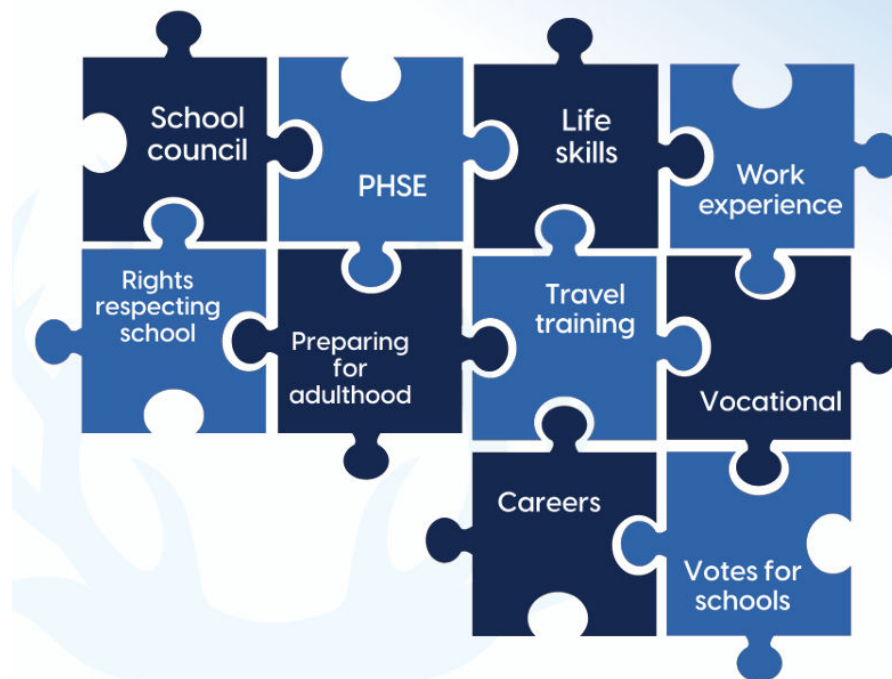 School
council
PHSE
Life
skills
Work
experience
Rights
respecting
school
Preparing
for
adulthood
Travel
training
Vocational
Careers
Votes for
schools